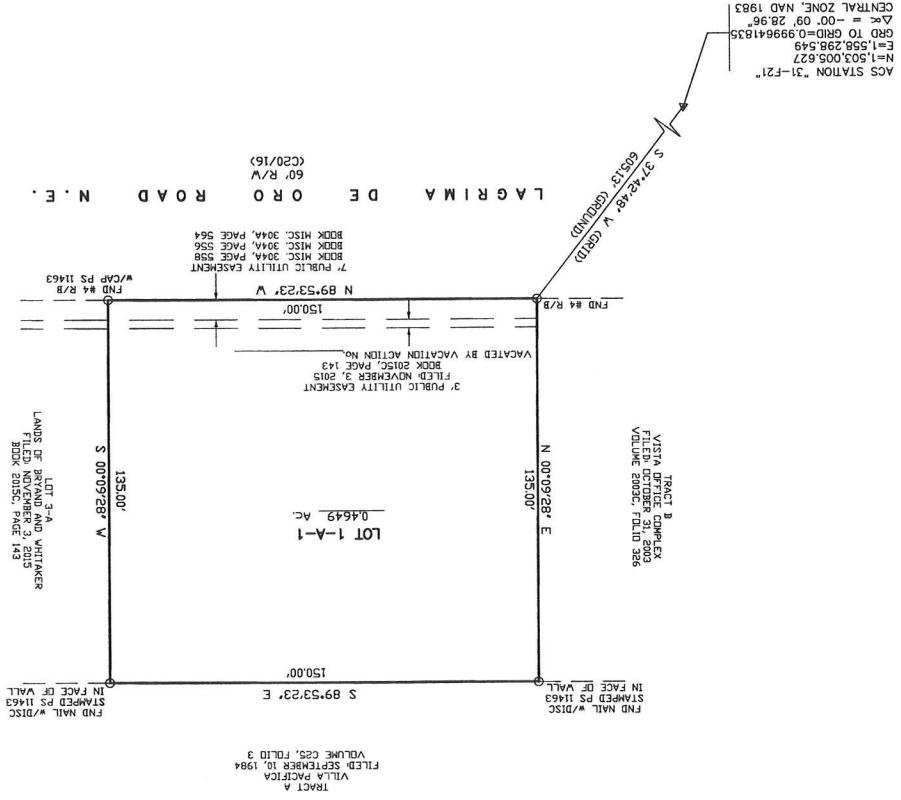 TRACT A
VILLA PACIFICA
FILED: SEPTEMBER 10, 1984
VOLUME C25, FOLIO 3
FND NAIL W/DISC
STAMPED PS 11463
IN FACE OF WALL
S 89°53'23" E
150.00'
FND NAIL W/DISC
STAMPED PS 11463
IN FACE OF WALL
TRACT B
VISTA OFFICE COMPLEX
FILED: OCTOBER 31, 2003
VOLUME 2003C, FOLIO 326
N 00°09'28" E
135.00'
LOT 1-A-1
0.4649 Ac.
135.00'
S 00°09'28" W
LOT 3-A
LANDS OF BRYAND AND WHITAKER
FILED: NOVEMBER 3, 2015
BOOK 2015C, PAGE 143
3' PUBLIC UTILITY EASEMENT
FILED: NOVEMBER 3, 2015
BOOK 2015C, PAGE 143
VACATED BY VACATION ACTION No.
FND #4 R/B
150.00'
N 89°53'23" W
FND #4 R/B
W/CAP PS 11463
7' PUBLIC UTILITY EASEMENT
BOOK MISC. 304A, PAGE 558
BOOK MISC. 304A, PAGE 556
BOOK MISC. 304A, PAGE 564
LAGRIMA DE ORO ROAD N.E.
60' R/W
(C20/16)
S 37°42'48" W (GRID)
605.13' (GROUND)
ACS STATION "31-F21"
N=1,503,005.627
E=1,558,298.549
GRD TO GRID=0.999641835
Δ∝ = -00° 09' 28.96"
CENTRAL ZONE, NAD 1983